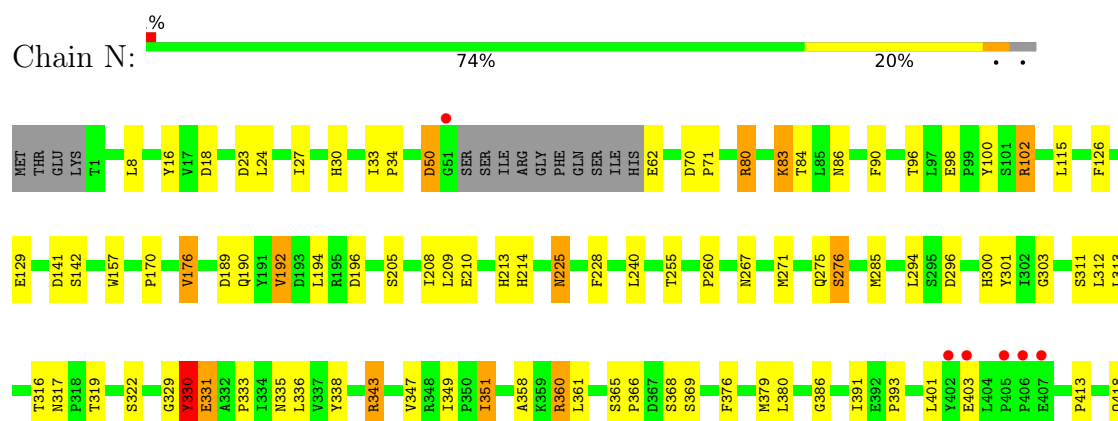 .%
Chain N:
74%
20%
•
•
MET THR GLU LYS T1 L8 Y16 V17 D18 D23 L24 I27 H30 I33 P34 D50 G51 SER SER ILE ARG GLY PHE GLN SER ILE HIS E62 D70 P71 R80 K83 T84 L85 N86 F90 T96 L97 E98 P99 Y100 S101 R102 L115 F126
E129 D141 S142 W157 P170 V176 D189 Q190 Y191 V192 D193 L194 R195 D196 S205 I208 L209 E210 H213 H214 N225 F228 L240 T255 P260 N267 M271 Q275 S276 M285 L294 S295 D296 H300 Y301 I302 G303 S311 L312 L313
T316 N317 P318 T319 S322 G329 Y330 E331 A332 P333 I334 N335 L336 V337 Y338 R343 V347 R348 I349 P350 I351 A358 K359 R360 L361 S365 P366 D367 S368 S369 F376 M379 L380 G386 I391 E392 P393 L401 Y402 E403 L404 P405 P406 E407 P413